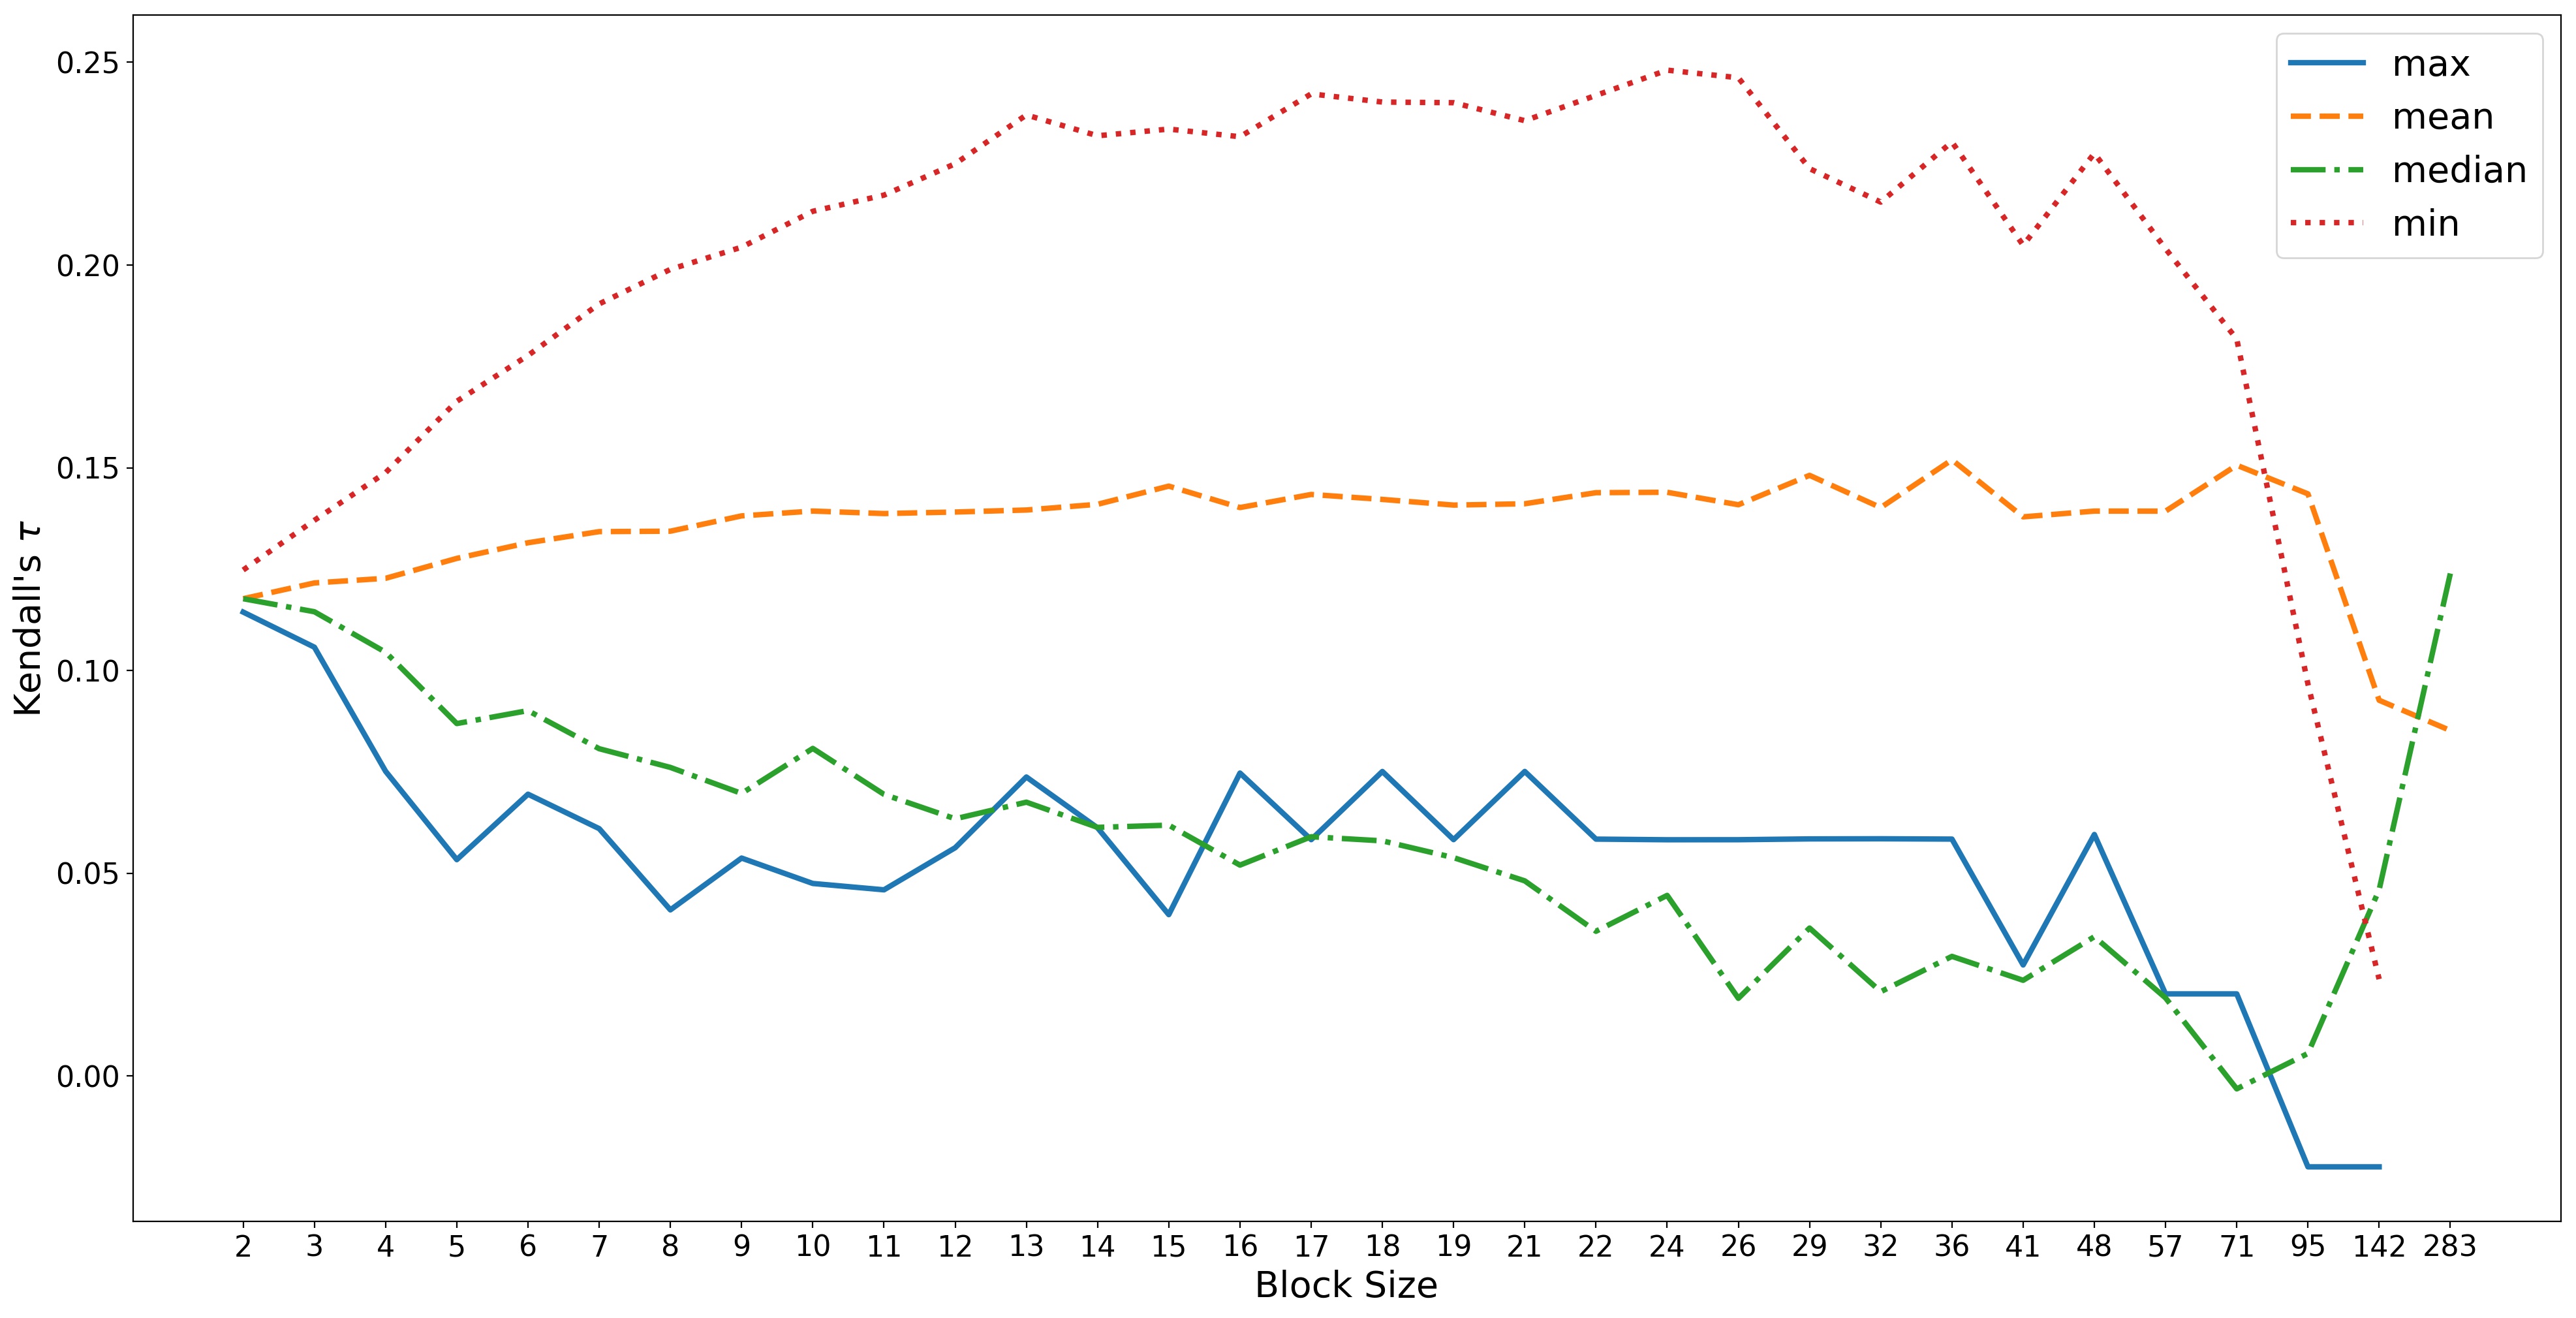 0.25
0.20
0.15
0.10
0.05
0.00
Kendall's τ
max
mean
median
min
2 3 4 5 6 7 8 9 10 11 12 13 14 15 16 17 18 19 21 22 24 26 29 32 36 41 48 57 71 95 142 283
Block Size